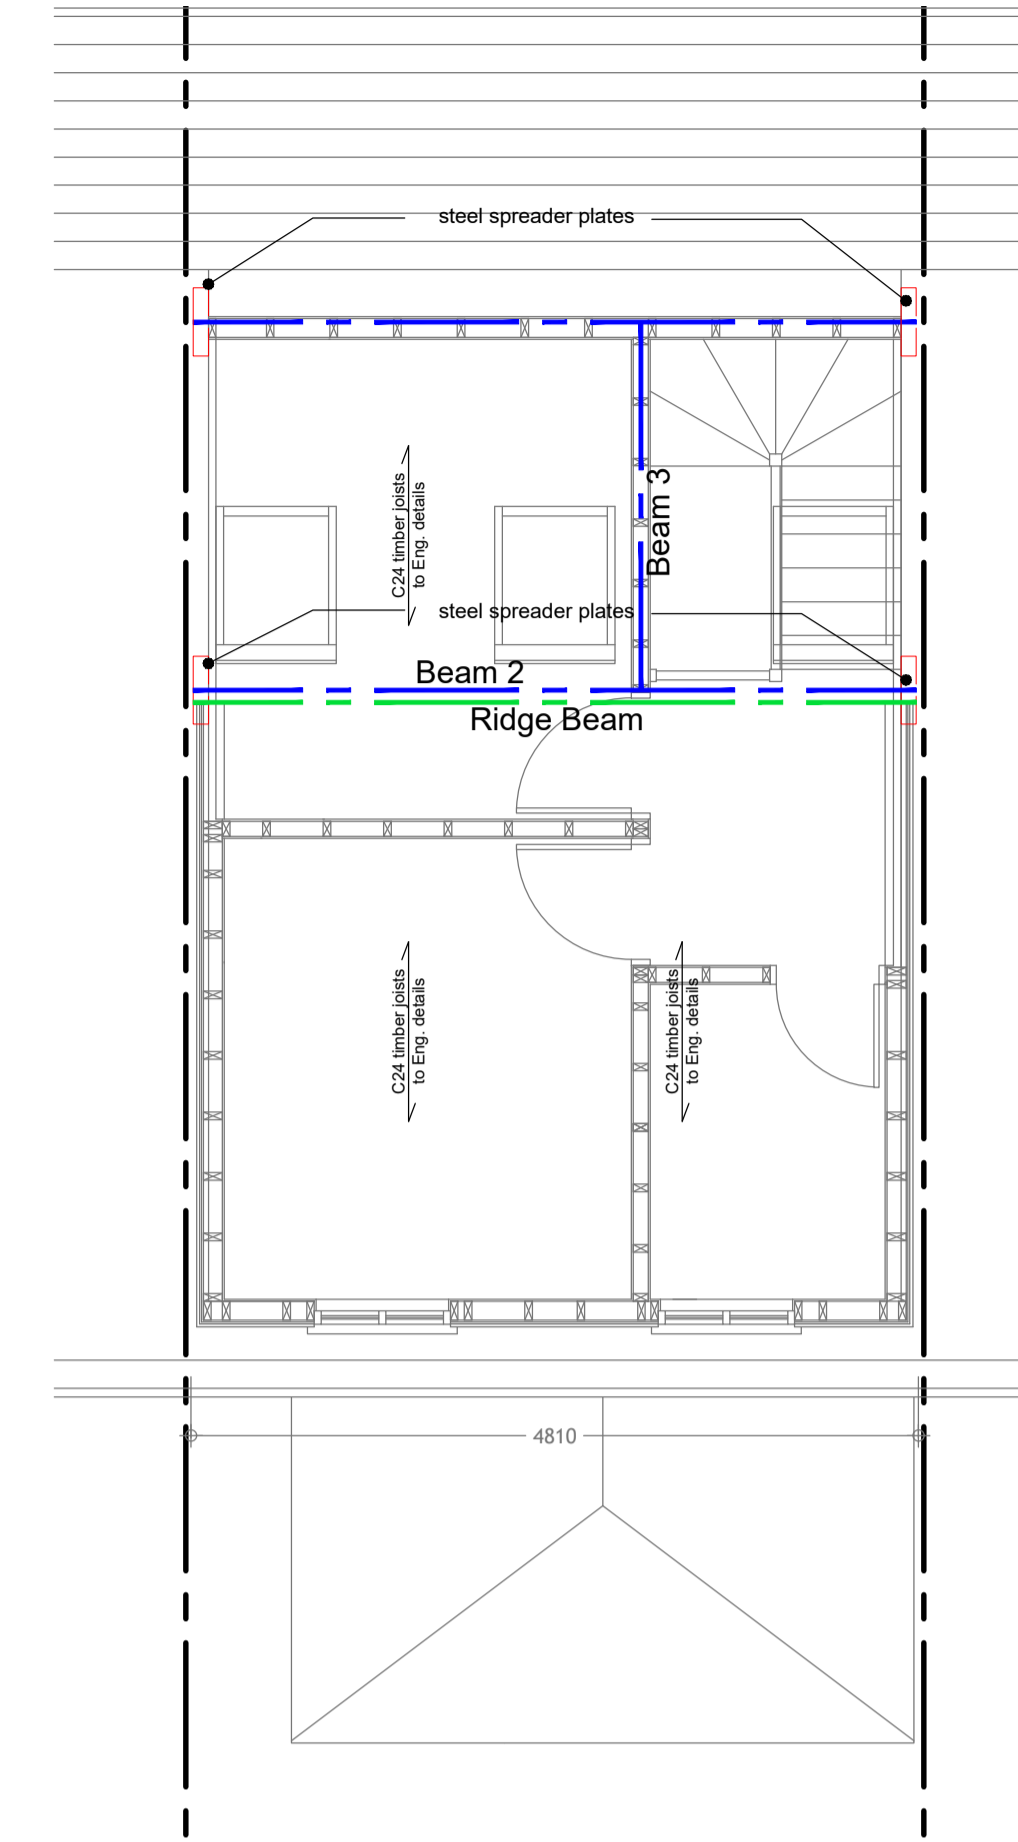 steel spreader plates
C24 timber joists
to Eng. details
Beam 3
steel spreader plates
Beam 2
Ridge Beam
C24 timber joists
to Eng. details
C24 timber joists
to Eng. details
4810